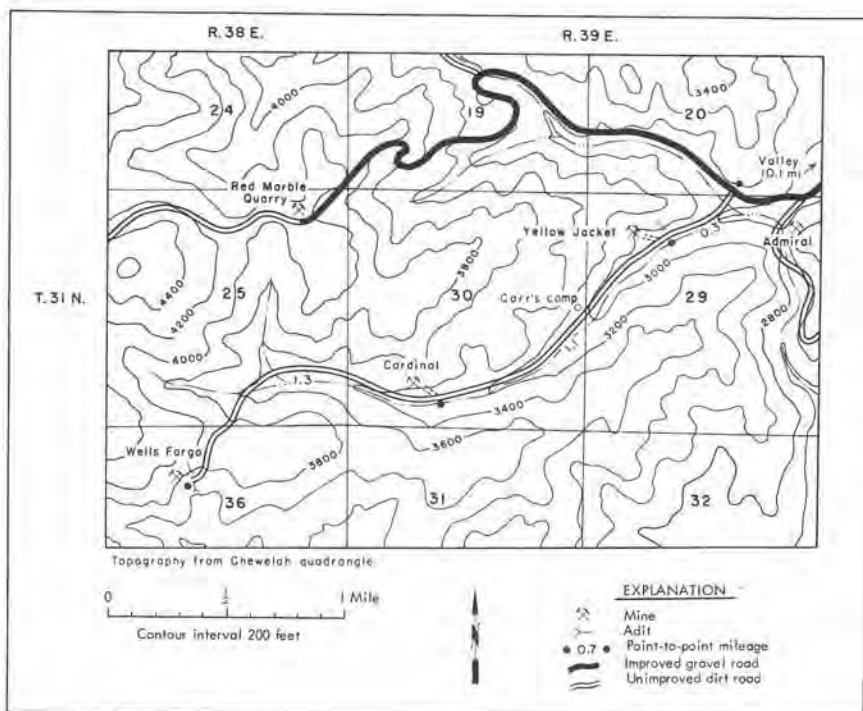 R. 38 E. R. 39 E.
3400
4000
24 19 20
Valley
10.1 mi
Red Marble
Quarry
Yellow Jacket
0.3
Admiral
3800
3000
4400
T. 31 N. 25 30 Carr's camp 29
4200
3200
2800
1.1
4000
Cardinal
1.3
3400
3600
Wells Fargo
3800
36 31 32
Topography from Chewelah quadrangle
0 ½ 1 Mile
Contour interval 200 feet
N
EXPLANATION
Mine
Adit
0.7 Point-to-point mileage
Improved gravel road
Unimproved dirt road